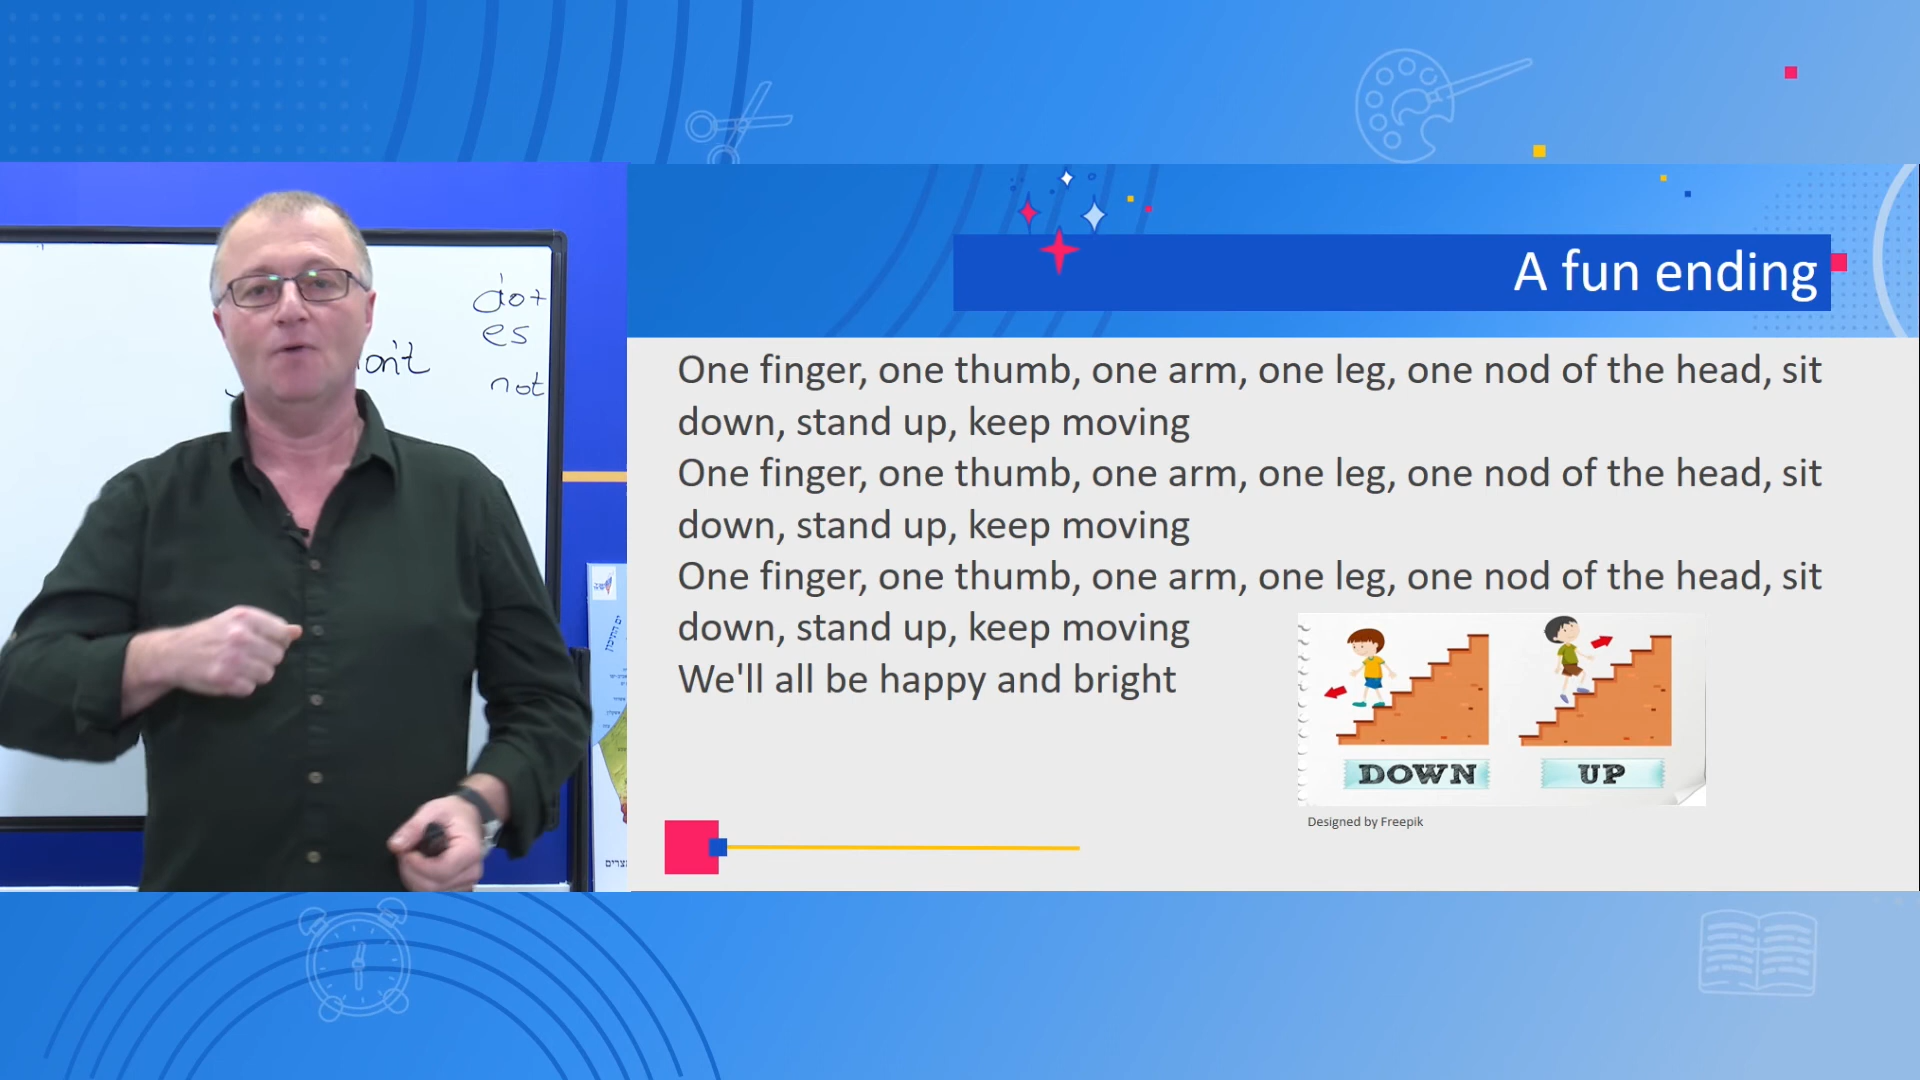 A fun ending
One finger, one thumb, one arm, one leg, one nod of the head, sit
down, stand up, keep moving
One finger, one thumb, one arm, one leg, one nod of the head, sit
down, stand up, keep moving
One finger, one thumb, one arm, one leg, one nod of the head, sit
down, stand up, keep moving
We'll all be happy and bright
DOWN
UP
Designed by Freepik
do+
es
not
ים התיכון